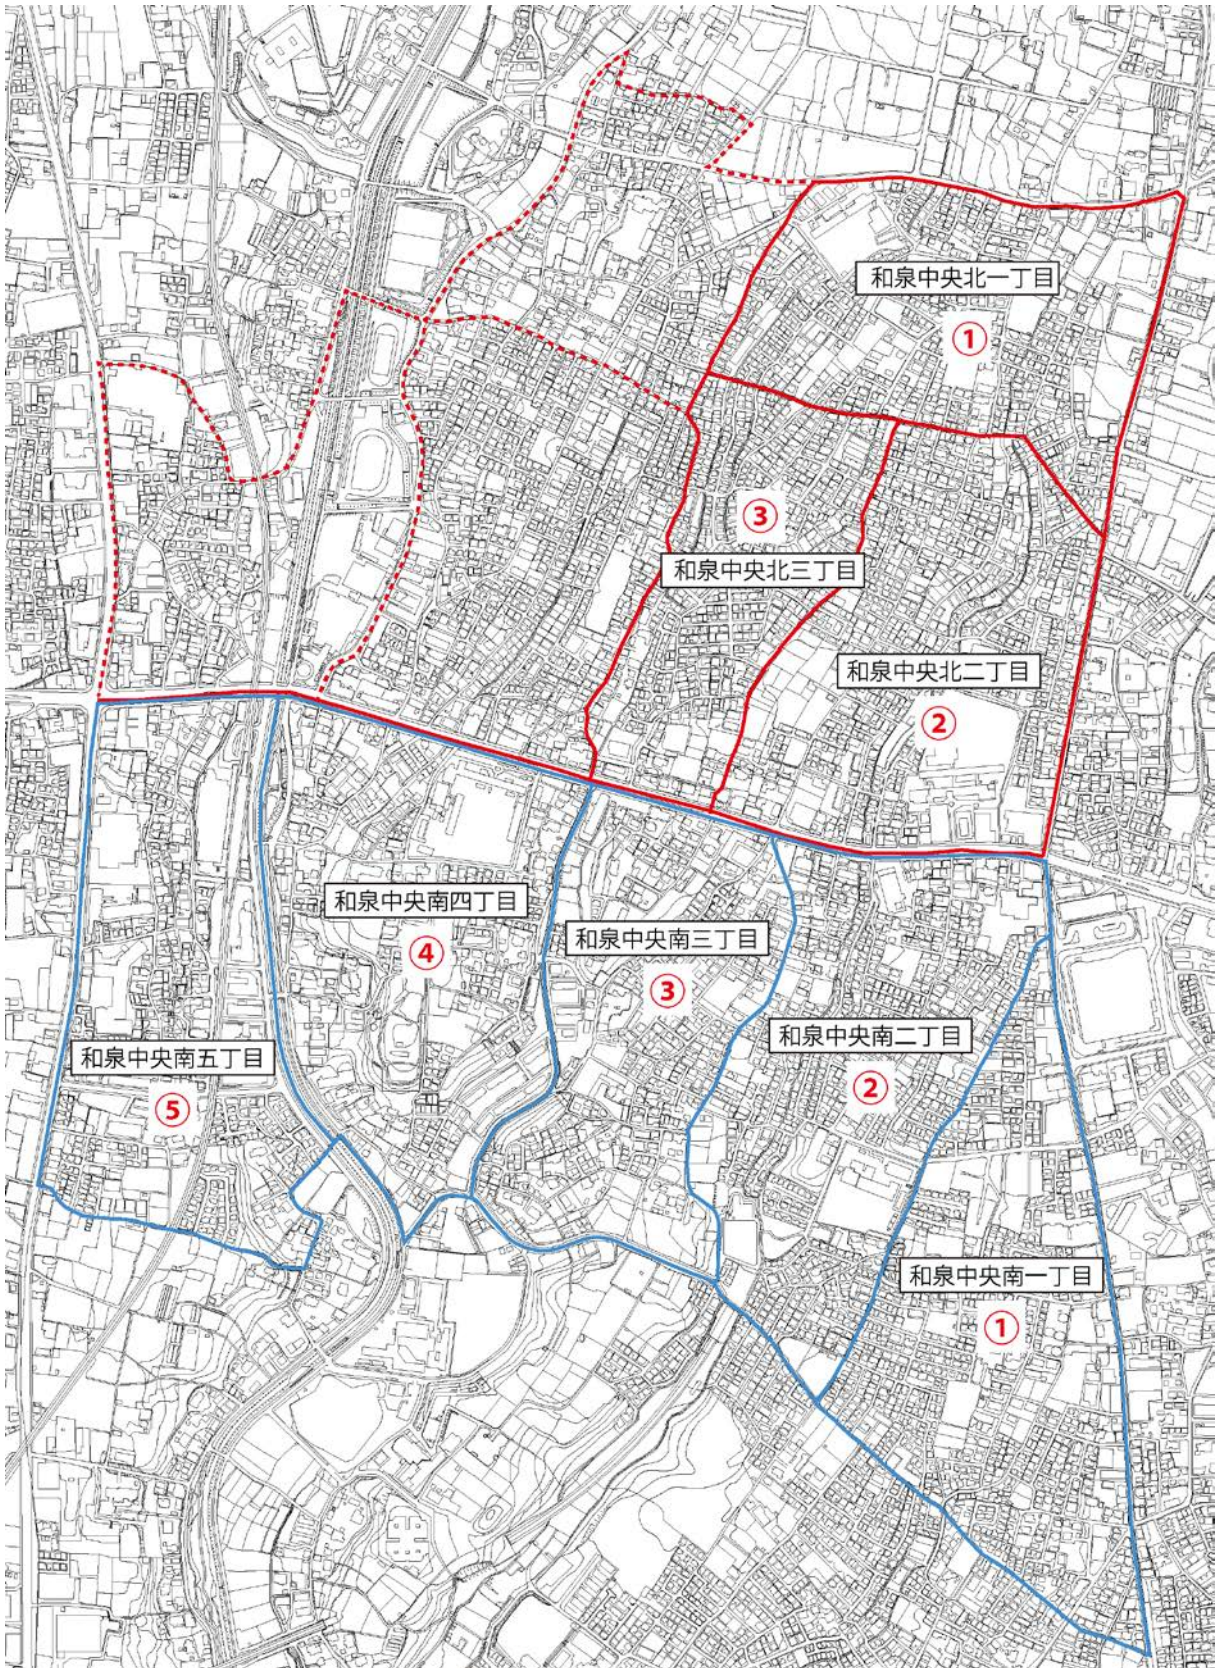 和泉中央北一丁目
①
③
和泉中央北三丁目
和泉中央北二丁目
②
和泉中央南四丁目
④
和泉中央南三丁目
③
和泉中央南二丁目
②
和泉中央南五丁目
⑤
和泉中央南一丁目
①